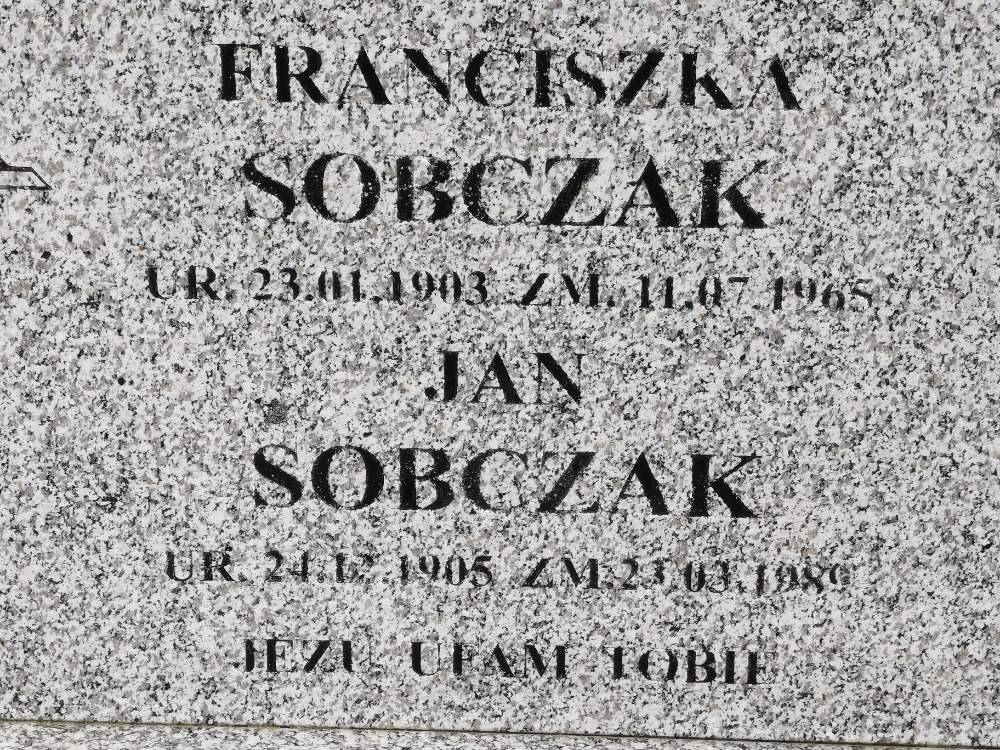 FRANCISZKA
SOBCZAK
UR. 23.01.1903 ZM. 11.07.1965
JAN
SOBCZAK
UR. 24.12.1905 ZM.23.03.1989
JEZU UFAM TOBIE